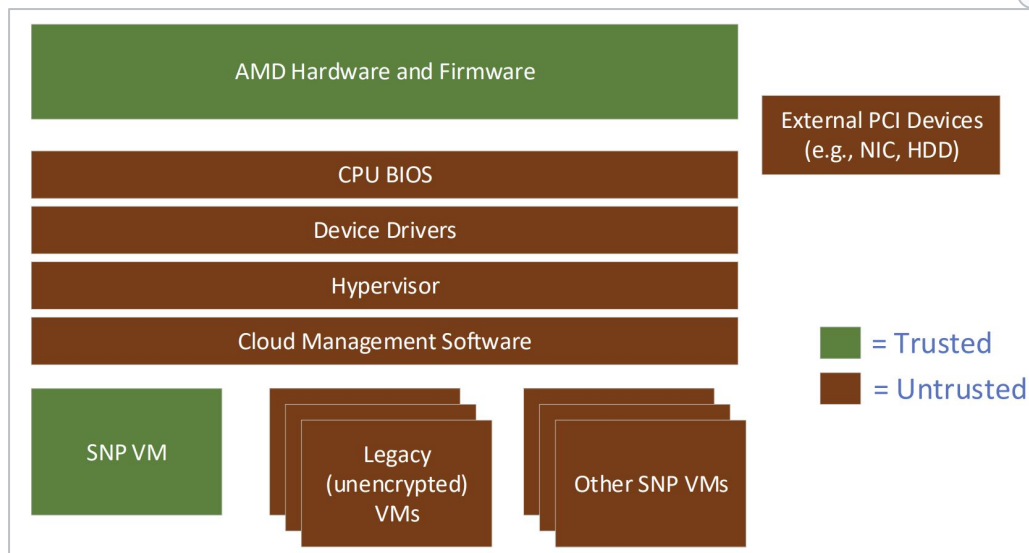 AMD Hardware and Firmware
External PCI Devices
(e.g., NIC, HDD)
CPU BIOS
Device Drivers
Hypervisor
Cloud Management Software
= Trusted
= Untrusted
SNP VM
Legacy
(unencrypted)
VMs
Other SNP VMs